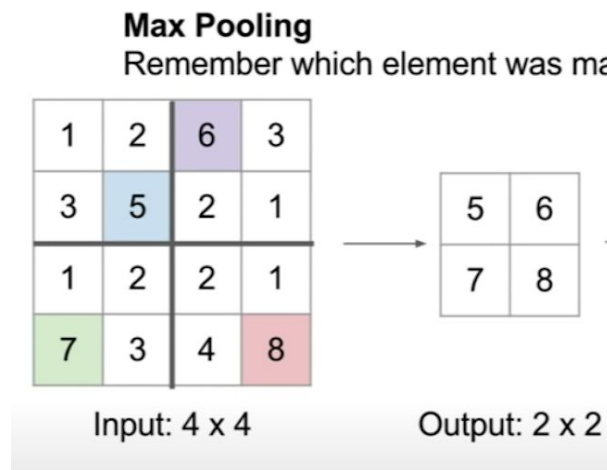 Max Pooling
Remember which element was
1 2 6 3
3 5 2 1
5 6
1 2 2 1
7 8
7 3 4 8
Input: 4 x 4
Output: 2 x 2